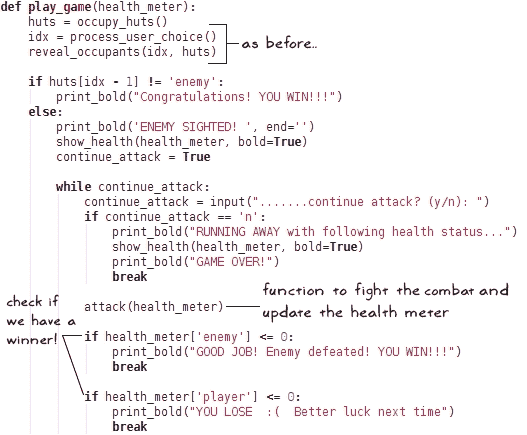 def play_game(health_meter):
    huts = occupy_huts()
    idx = process_user_choice()
    reveal_occupants(idx, huts)
as before..
    if huts[idx - 1] != 'enemy':
        print_bold("Congratulations! YOU WIN!!!")
    else:
        print_bold('ENEMY SIGHTED! ', end='')
        show_health(health_meter, bold=True)
        continue_attack = True
        while continue_attack:
            continue_attack = input(".......continue attack? (y/n): ")
            if continue_attack == 'n':
                print_bold("RUNNING AWAY with following health status...")
                show_health(health_meter, bold=True)
                print_bold("GAME OVER!")
                break
            attack(health_meter)
function to fight the combat and
update the health meter
check if
we have a
winner!
            if health_meter['enemy'] <= 0:
                print_bold("GOOD JOB! Enemy defeated! YOU WIN!!!")
                break
            if health_meter['player'] <= 0:
                print_bold("YOU LOSE  :(  Better luck next time")
                break